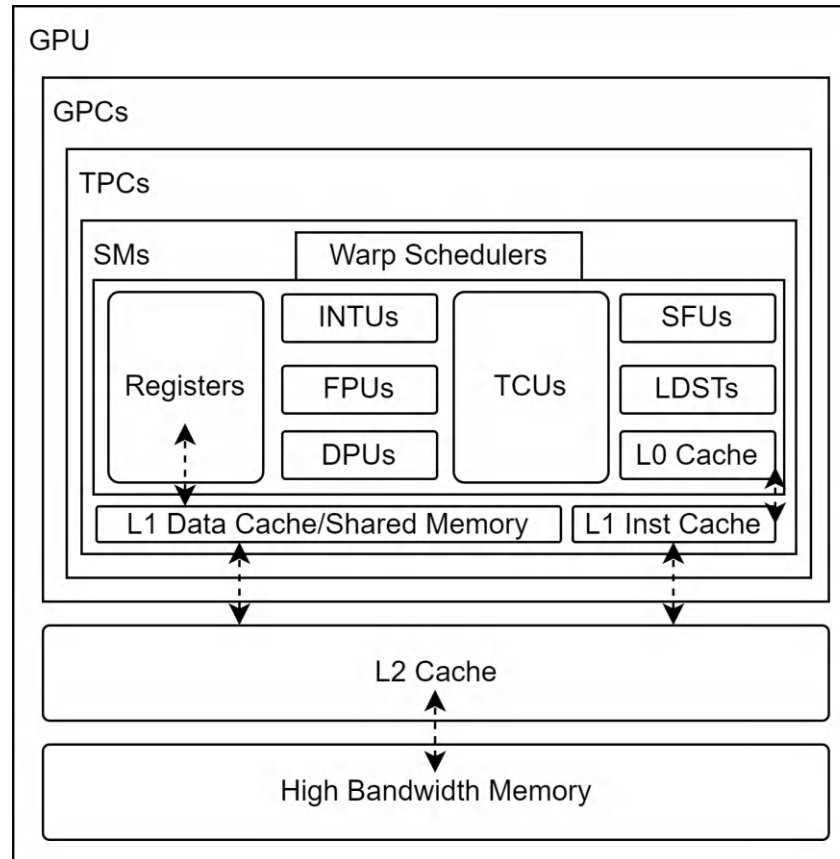 GPU
GPCs
TPCs
SMs
Warp Schedulers
Registers
INTUs
FPUs
DPUs
TCUs
SFUs
LDSTs
L0 Cache
L1 Data Cache/Shared Memory
L1 Inst Cache
L2 Cache
High Bandwidth Memory